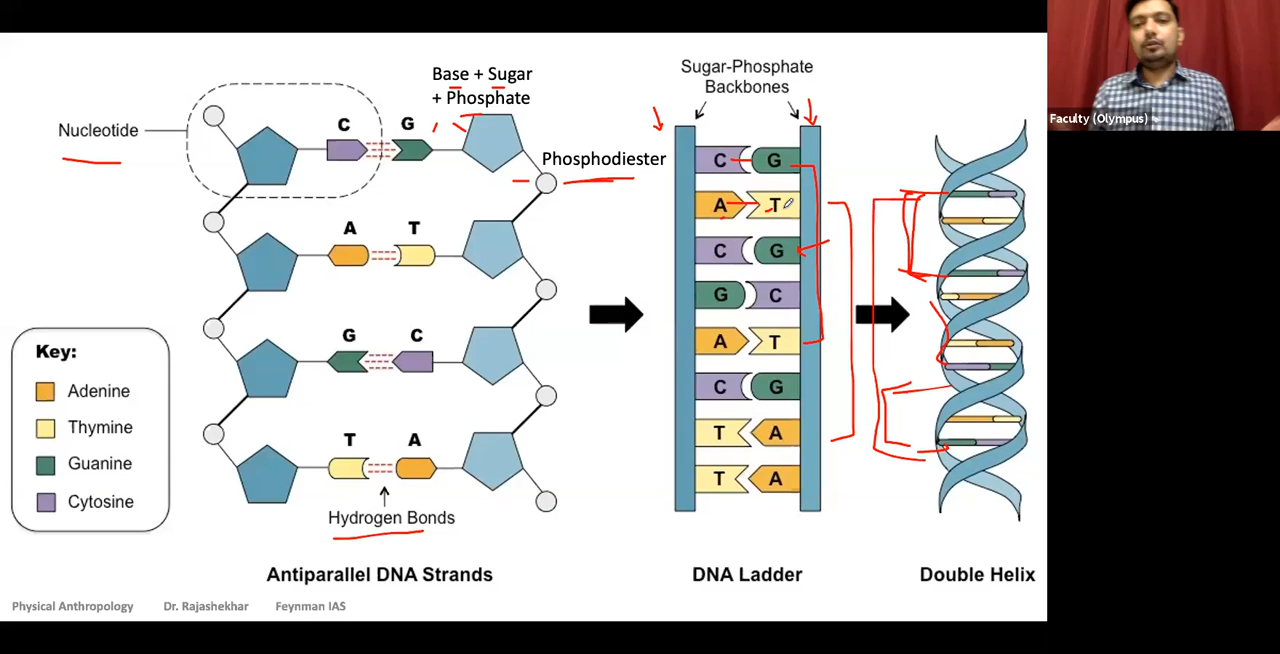 Base + Sugar
+ Phosphate
Nucleotide
C G
Phosphodiester
A T
G C
T A
Hydrogen Bonds
Antiparallel DNA Strands
Key:
Adenine
Thymine
Guanine
Cytosine
Sugar-Phosphate
Backbones
C G
A T
C G
G C
A T
C G
T A
T A
DNA Ladder
Double Helix
Physical Anthropology Dr. Rajashekhar Feynman IAS
Faculty (Olympus)